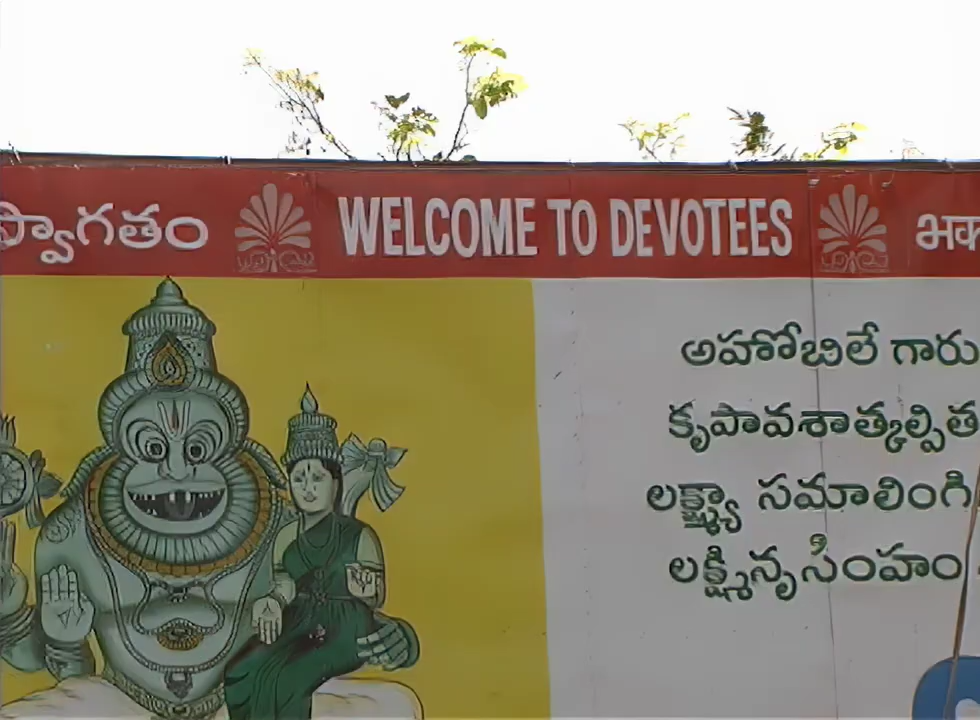 స్వాగతం WELCOME TO DEVOTEES
అహోబిలే గారు
కృపావశాత్కల్పిత
లక్ష్మ్యా సమాలింగి
లక్ష్మినృసింహం